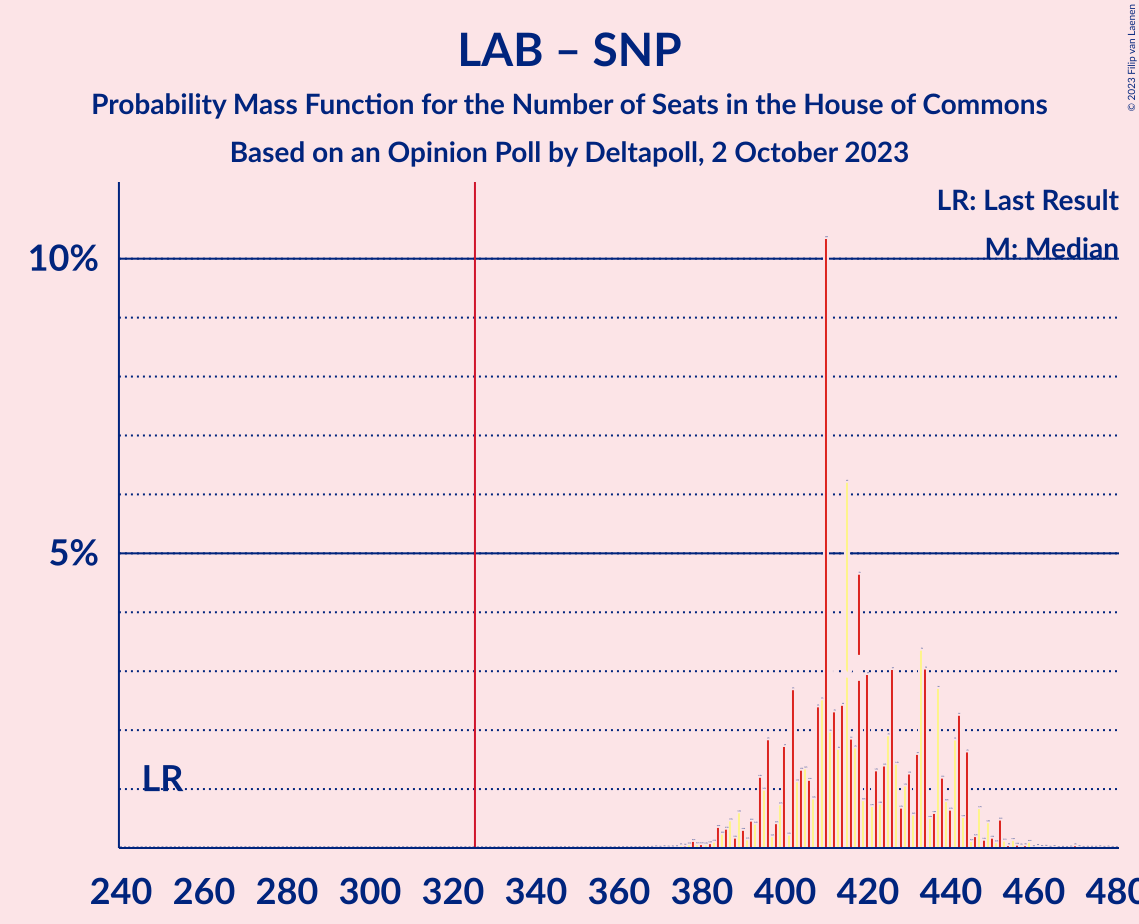 LAB – SNP
Probability Mass Function for the Number of Seats in the House of Commons
Based on an Opinion Poll by Deltapoll, 2 October 2023
© 2023 Filip van Laenen
LR: Last Result
M: Median
10%
5%
LR
240 260 280 300 320 340 360 380 400 420 440 460 480